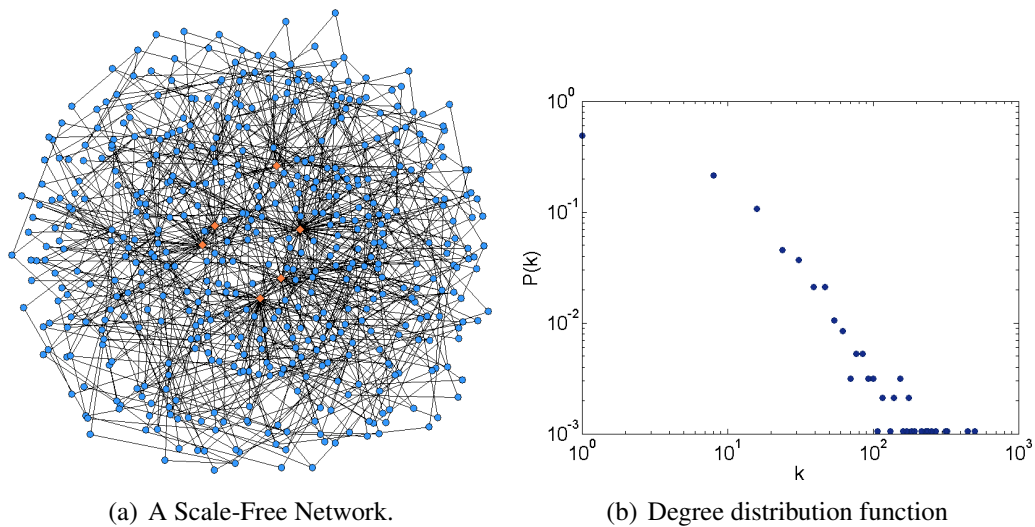 10^0
10^-1
10^-2
10^-3
P(k)
10^0 10^1 10^2 10^3
k
(a) A Scale-Free Network.
(b) Degree distribution function